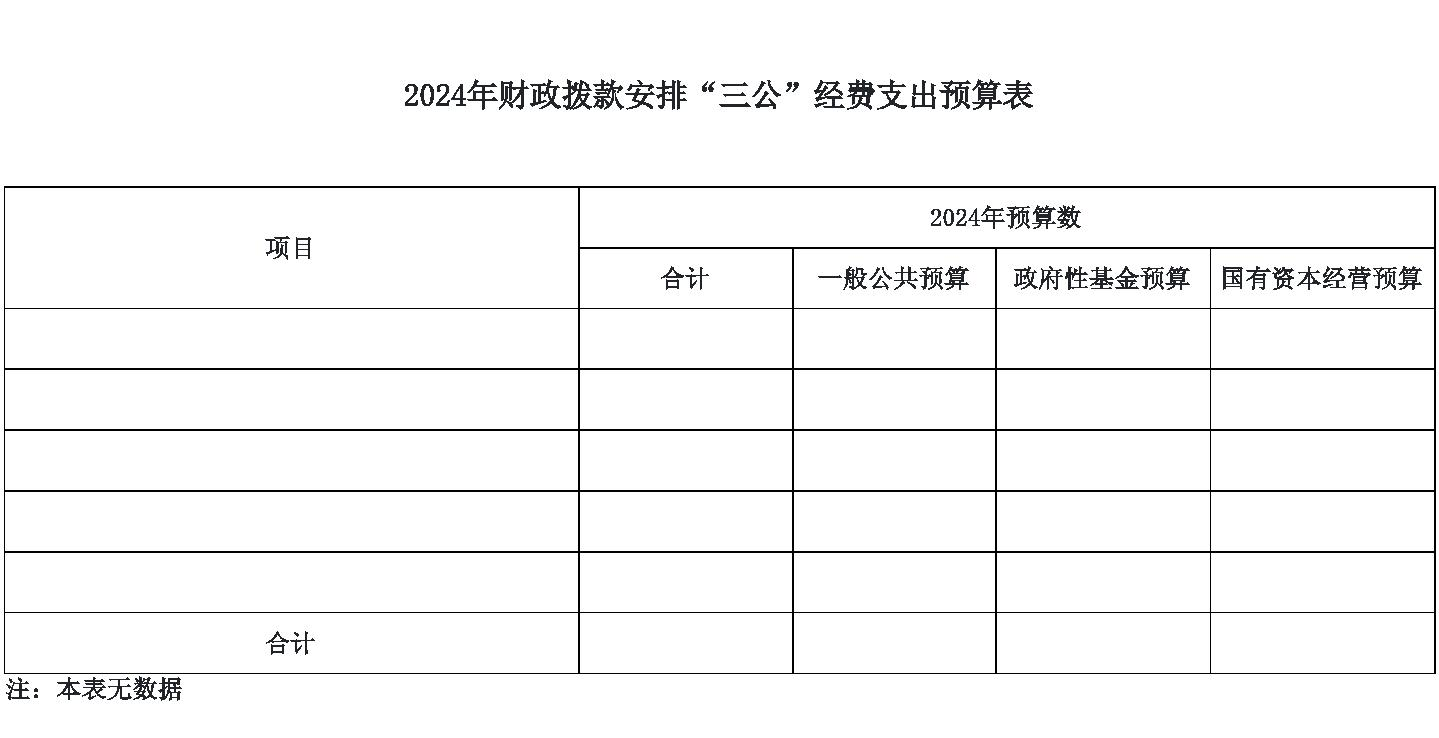 2024年财政拨款安排“三公”经费支出预算表
项目
2024年预算数
合计 一般公共预算 政府性基金预算 国有资本经营预算
合计
注：本表无数据